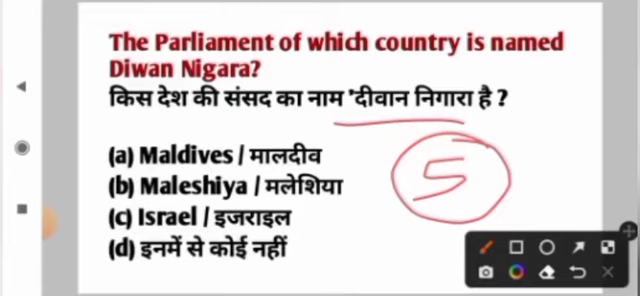 The Parliament of which country is named
Diwan Nigara?
किस देश की संसद का नाम 'दीवान निगारा है ?
(a) Maldives / मालदीव
(b) Maleshiya / मलेशिया
(c) Israel / इजराइल
(d) इनमें से कोई नहीं
5